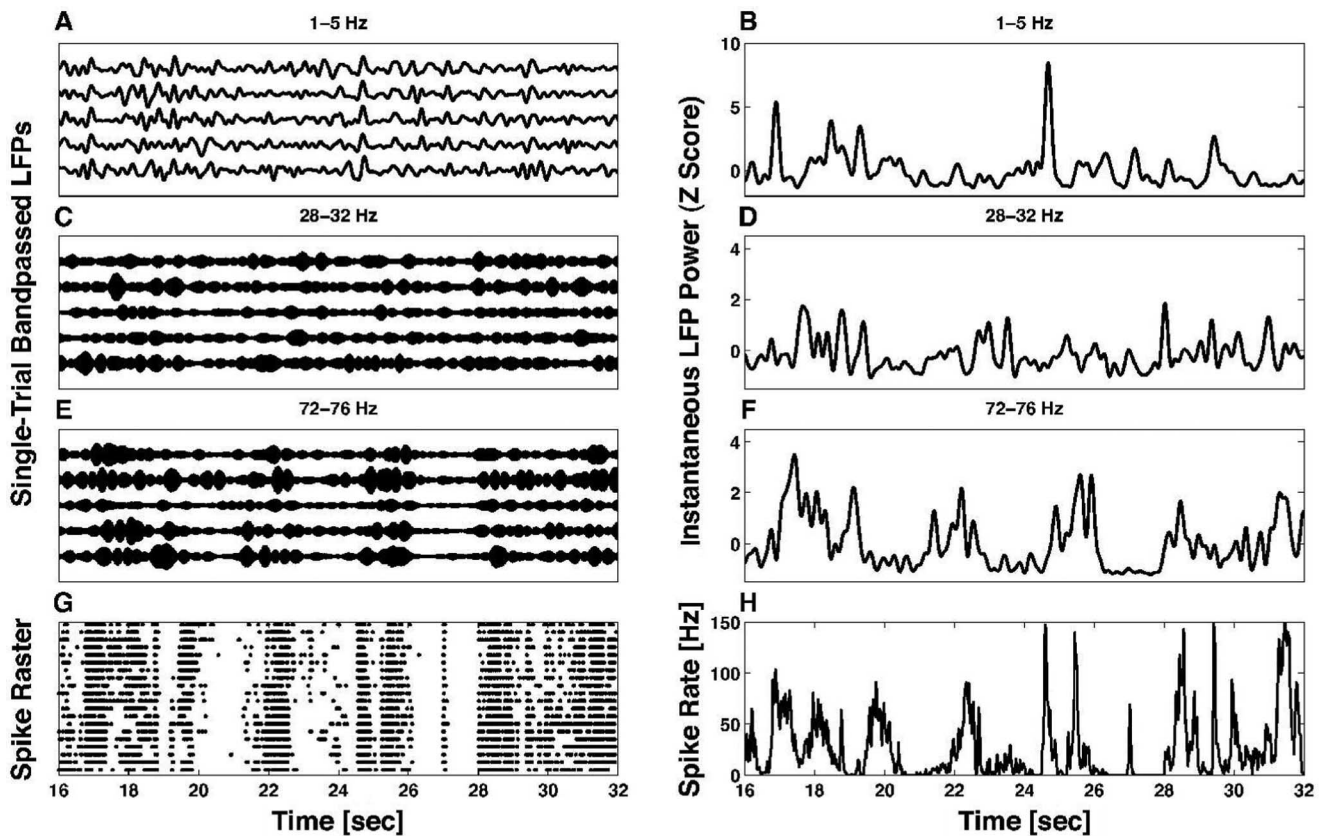 A
1–5 Hz
B
1–5 Hz
10
5
0
C
28–32 Hz
D
28–32 Hz
4
2
0
E
72–76 Hz
F
72–76 Hz
4
2
0
Single-Trial Bandpassed LFPs
Instantaneous LFP Power (Z Score)
G
H
150
100
50
0
Spike Raster
Spike Rate [Hz]
16 18 20 22 24 26 28 30 32
16 18 20 22 24 26 28 30 32
Time [sec]
Time [sec]